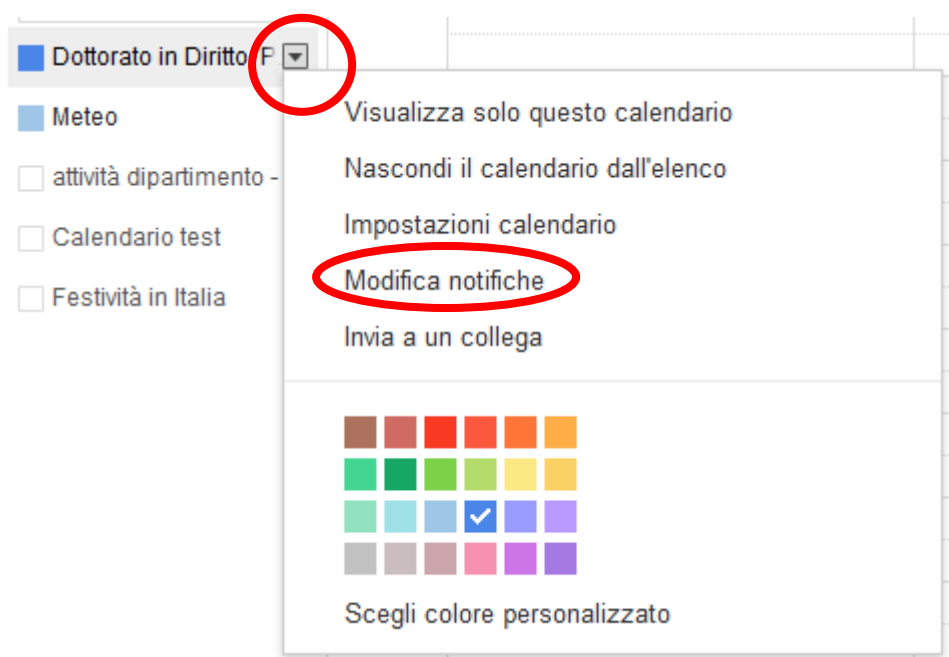 Dottorato in Diritto P
Meteo
attività dipartimento -
Calendario test
Festività in Italia
Visualizza solo questo calendario
Nascondi il calendario dall'elenco
Impostazioni calendario
Modifica notifiche
Invia a un collega
Scegli colore personalizzato